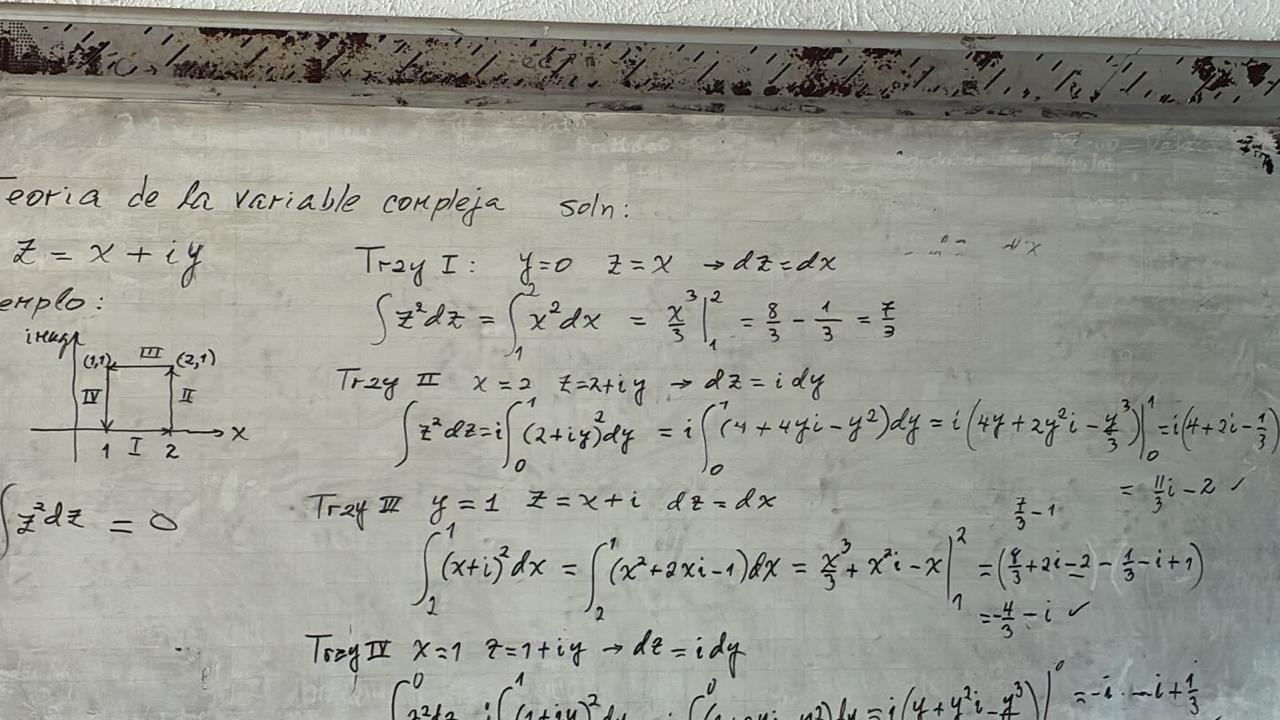 Teoria de la variable compleja soln:
z = x + iy
emplo:
imag
(1,1) III (2,1)
IV II
x
1 I 2
∫ z²dz = 0
Tray I: y=0 z=x → dz=dx
∫ z²dz = ∫₁² x²dx = x³/3 |₁² = 8/3 − 1/3 = 7/3
Tray II x=2 z=2+iy → dz=idy
∫ z²dz = i∫₀¹ (2+iy)²dy = i∫₀¹ (4+4yi−y²)dy = i(4y+2y²i−y³/3)|₀¹ = i(4+2i−1/3)
= 11/3 i − 2 ✓
Tray III y=1 z=x+i dz=dx
7/3 − 1
∫₂¹ (x+i)²dx = ∫₂¹ (x²+2xi−1)dx = x³/3 + x²i − x |₁² = (8/3+2i−2 − 1/3−i+1)
= −4/3 − i ✓
Tray IV x=1 z=1+iy → dz=idy